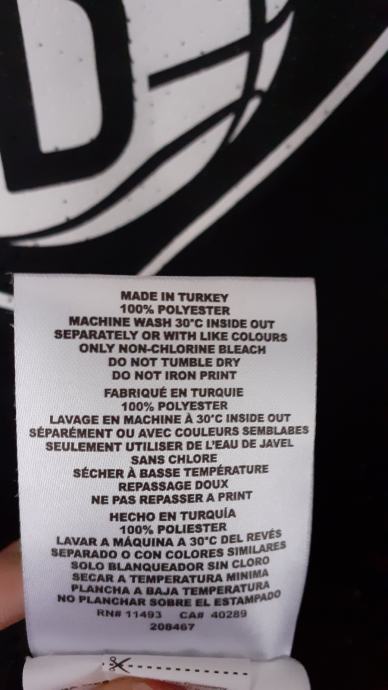 D
MADE IN TURKEY
100% POLYESTER
MACHINE WASH 30°C INSIDE OUT
SEPARATELY OR WITH LIKE COLOURS
ONLY NON-CHLORINE BLEACH
DO NOT TUMBLE DRY
DO NOT IRON PRINT
FABRIQUÉ EN TURQUIE
100% POLYESTER
LAVAGE EN MACHINE À 30°C INSIDE OUT
SÉPARÉMENT OU AVEC COULEURS SEMBLABES
SEULEMENT UTILISER DE L'EAU DE JAVEL
SANS CHLORE
SÉCHER À BASSE TEMPÉRATURE
REPASSAGE DOUX
NE PAS REPASSER A PRINT
HECHO EN TURQUÍA
100% POLIESTER
LAVAR A MÁQUINA A 30°C DEL REVÉS
SEPARADO O CON COLORES SIMILARES
SOLO BLANQUEADOR SIN CLORO
SECAR A TEMPERATURA MINIMA
PLANCHA A BAJA TEMPERATURA
NO PLANCHAR SOBRE EL ESTAMPADO
RN# 11493 CA# 40289
208467